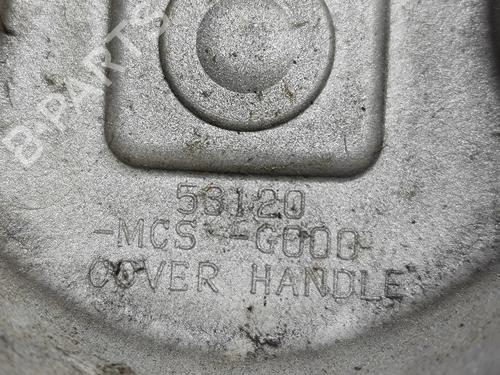 B-PARTS
53120
-MCS -G000-
COVER HANDLE